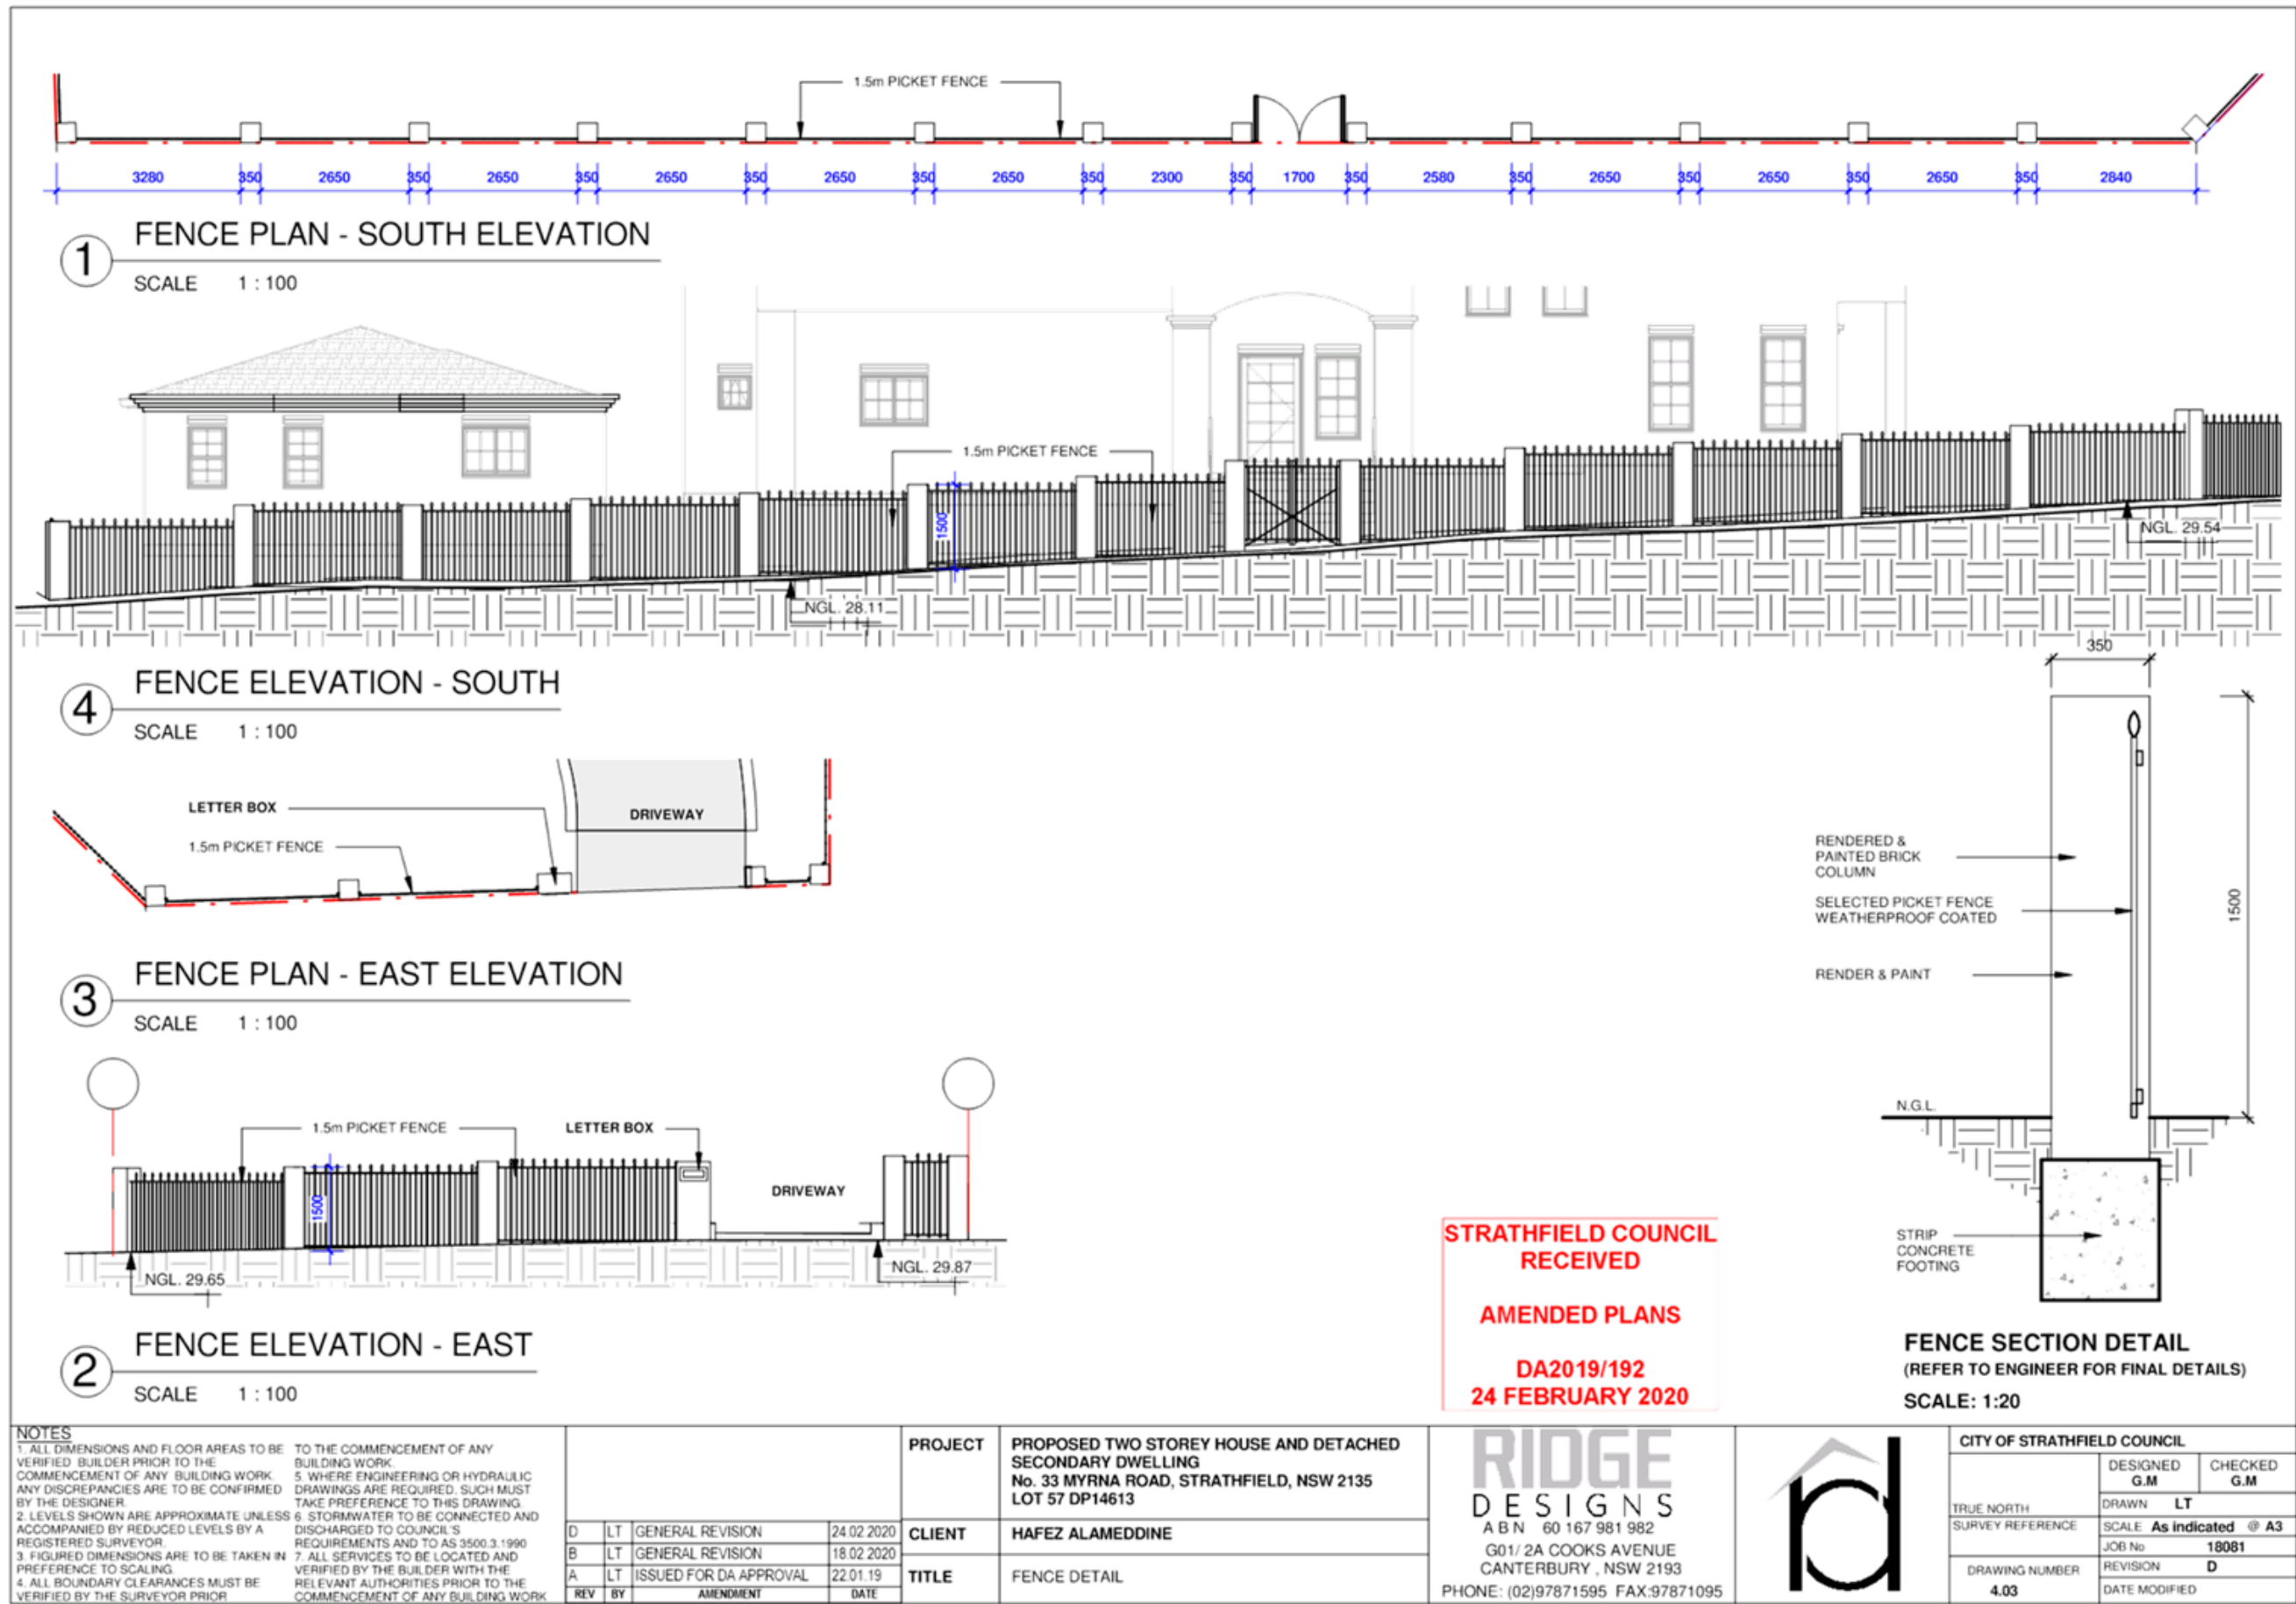 1.5m PICKET FENCE
3280 350 2650 350 2650 350 2650 350 2650 350 2650 350 2300 350 1700 350 2580 350 2650 350 2650 350 2650 350 2840
1
FENCE PLAN - SOUTH ELEVATION
SCALE 1 : 100
1.5m PICKET FENCE
1500
NGL. 29.54
NGL. 28.11
4
FENCE ELEVATION - SOUTH
SCALE 1 : 100
LETTER BOX
DRIVEWAY
1.5m PICKET FENCE
3
FENCE PLAN - EAST ELEVATION
SCALE 1 : 100
1.5m PICKET FENCE
LETTER BOX
1500
DRIVEWAY
NGL. 29.65
NGL. 29.87
2
FENCE ELEVATION - EAST
SCALE 1 : 100
350
RENDERED &
PAINTED BRICK
COLUMN
SELECTED PICKET FENCE
WEATHERPROOF COATED
1500
RENDER & PAINT
N.G.L.
STRIP
CONCRETE
FOOTING
FENCE SECTION DETAIL
(REFER TO ENGINEER FOR FINAL DETAILS)
SCALE: 1:20
STRATHFIELD COUNCIL
RECEIVED
AMENDED PLANS
DA2019/192
24 FEBRUARY 2020
NOTES
1. ALL DIMENSIONS AND FLOOR AREAS TO BE
VERIFIED BUILDER PRIOR TO THE
COMMENCEMENT OF ANY BUILDING WORK.
ANY DISCREPANCIES ARE TO BE CONFIRMED
BY THE DESIGNER.
2. LEVELS SHOWN ARE APPROXIMATE UNLESS
ACCOMPANIED BY REDUCED LEVELS BY A
REGISTERED SURVEYOR.
3. FIGURED DIMENSIONS ARE TO BE TAKEN IN
PREFERENCE TO SCALING.
4. ALL BOUNDARY CLEARANCES MUST BE
VERIFIED BY THE SURVEYOR PRIOR
TO THE COMMENCEMENT OF ANY
BUILDING WORK.
5. WHERE ENGINEERING OR HYDRAULIC
DRAWINGS ARE REQUIRED. SUCH MUST
TAKE PREFERENCE TO THIS DRAWING.
6. STORMWATER TO BE CONNECTED AND
DISCHARGED TO COUNCIL'S
REQUIREMENTS AND TO AS 3500.3.1990
7. ALL SERVICES TO BE LOCATED AND
VERIFIED BY THE BUILDER WITH THE
RELEVANT AUTHORITIES PRIOR TO THE
COMMENCEMENT OF ANY BUILDING WORK
D LT GENERAL REVISION 24.02.2020
B LT GENERAL REVISION 18.02.2020
A LT ISSUED FOR DA APPROVAL 22.01.19
REV BY AMENDMENT DATE
PROJECT
PROPOSED TWO STOREY HOUSE AND DETACHED
SECONDARY DWELLING
No. 33 MYRNA ROAD, STRATHFIELD, NSW 2135
LOT 57 DP14613
CLIENT HAFEZ ALAMEDDINE
TITLE FENCE DETAIL
RIDGE
DESIGNS
A B N 60 167 981 982
G01/ 2A COOKS AVENUE
CANTERBURY , NSW 2193
PHONE: (02)97871595 FAX:97871095
CITY OF STRATHFIELD COUNCIL
DESIGNED
G.M
CHECKED
G.M
TRUE NORTH
DRAWN LT
SURVEY REFERENCE
SCALE As indicated @ A3
JOB No 18081
DRAWING NUMBER
4.03
REVISION D
DATE MODIFIED